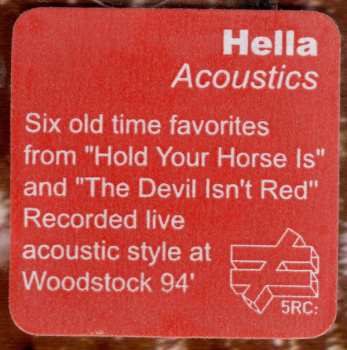 Hella
Acoustics
Six old time favorites
from "Hold Your Horse Is"
and "The Devil Isn't Red"
Recorded live
acoustic style at
Woodstock 94'
5RC: